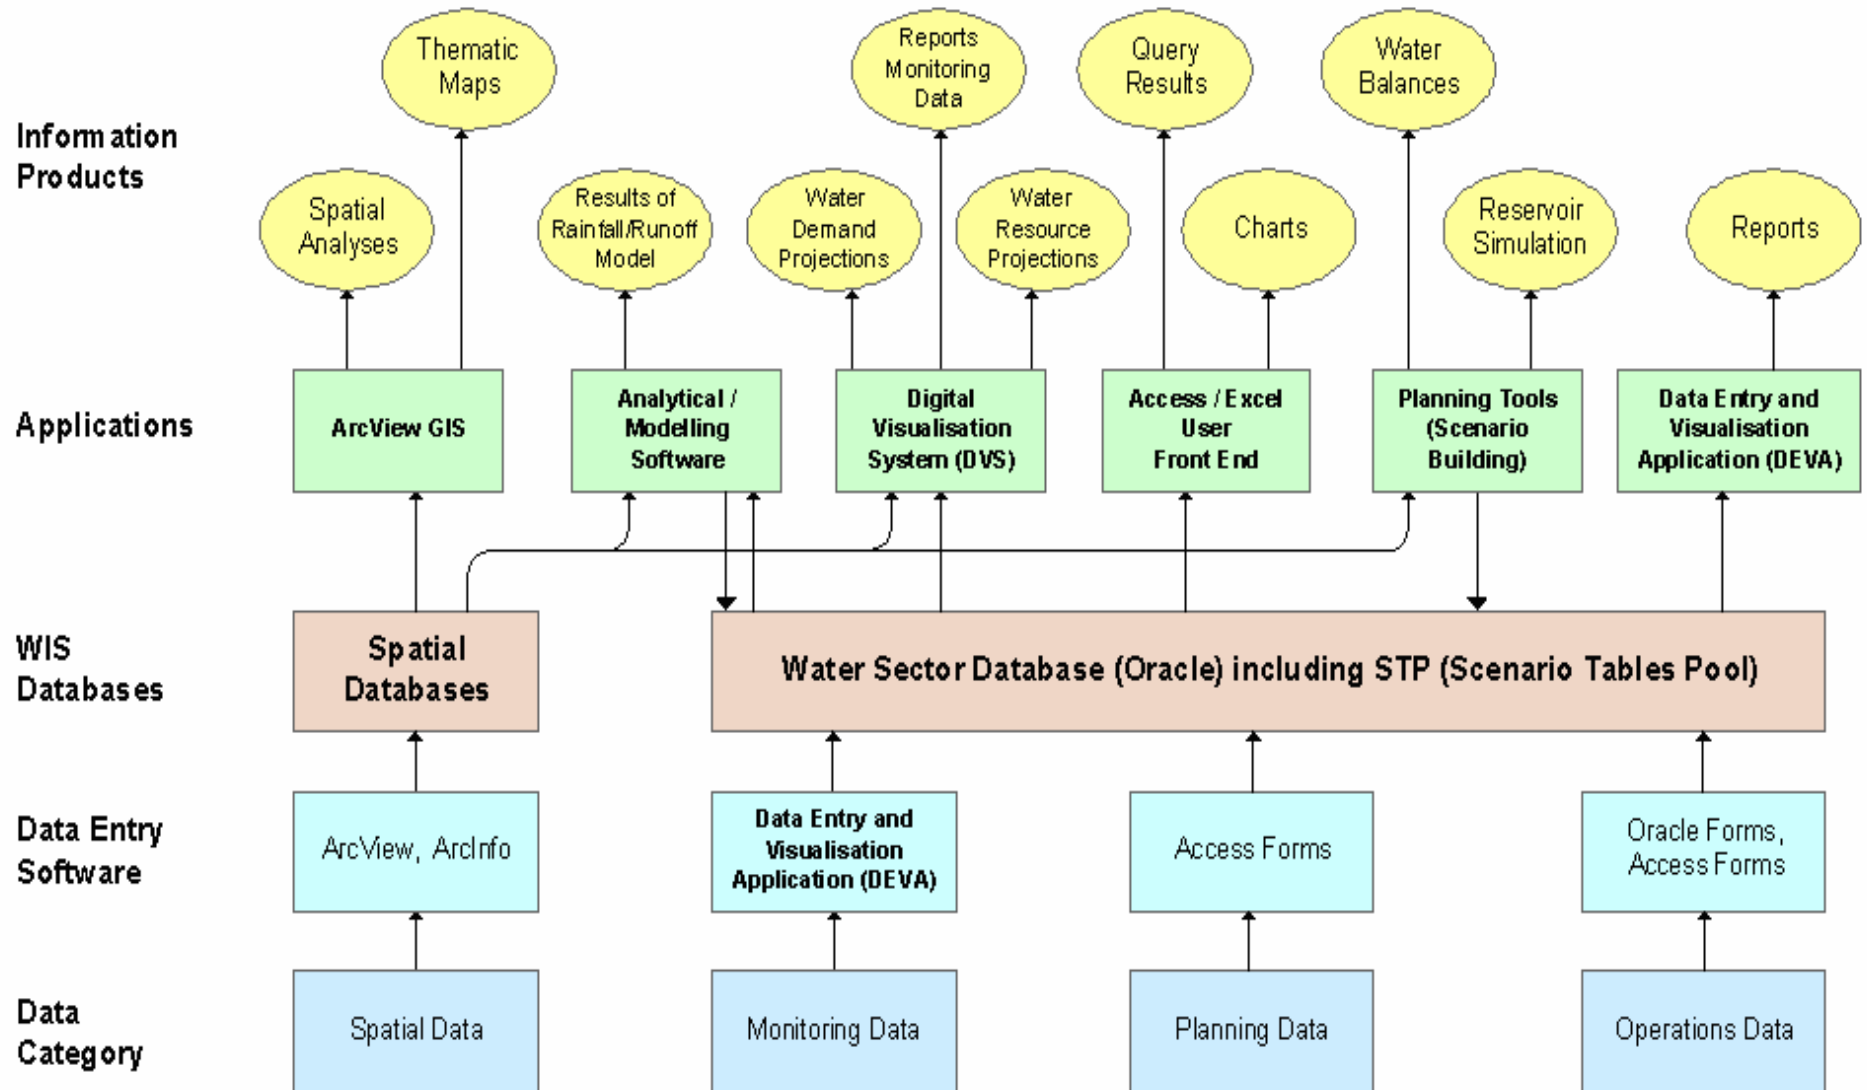 Thematic
Maps
Reports
Monitoring
Data
Query
Results
Water
Balances
Information
Products
Spatial
Analyses
Results of
Rainfall/Runoff
Model
Water
Demand
Projections
Water
Resource
Projections
Charts
Reservoir
Simulation
Reports
Applications
ArcView GIS
Analytical /
Modelling
Software
Digital
Visualisation
System (DVS)
Access / Excel
User
Front End
Planning Tools
(Scenario
Building)
Data Entry and
Visualisation
Application (DEVA)
WIS
Databases
Spatial
Databases
Water Sector Database (Oracle) including STP (Scenario Tables Pool)
Data Entry
Software
ArcView, ArcInfo
Data Entry and
Visualisation
Application (DEVA)
Access Forms
Oracle Forms,
Access Forms
Data
Category
Spatial Data
Monitoring Data
Planning Data
Operations Data